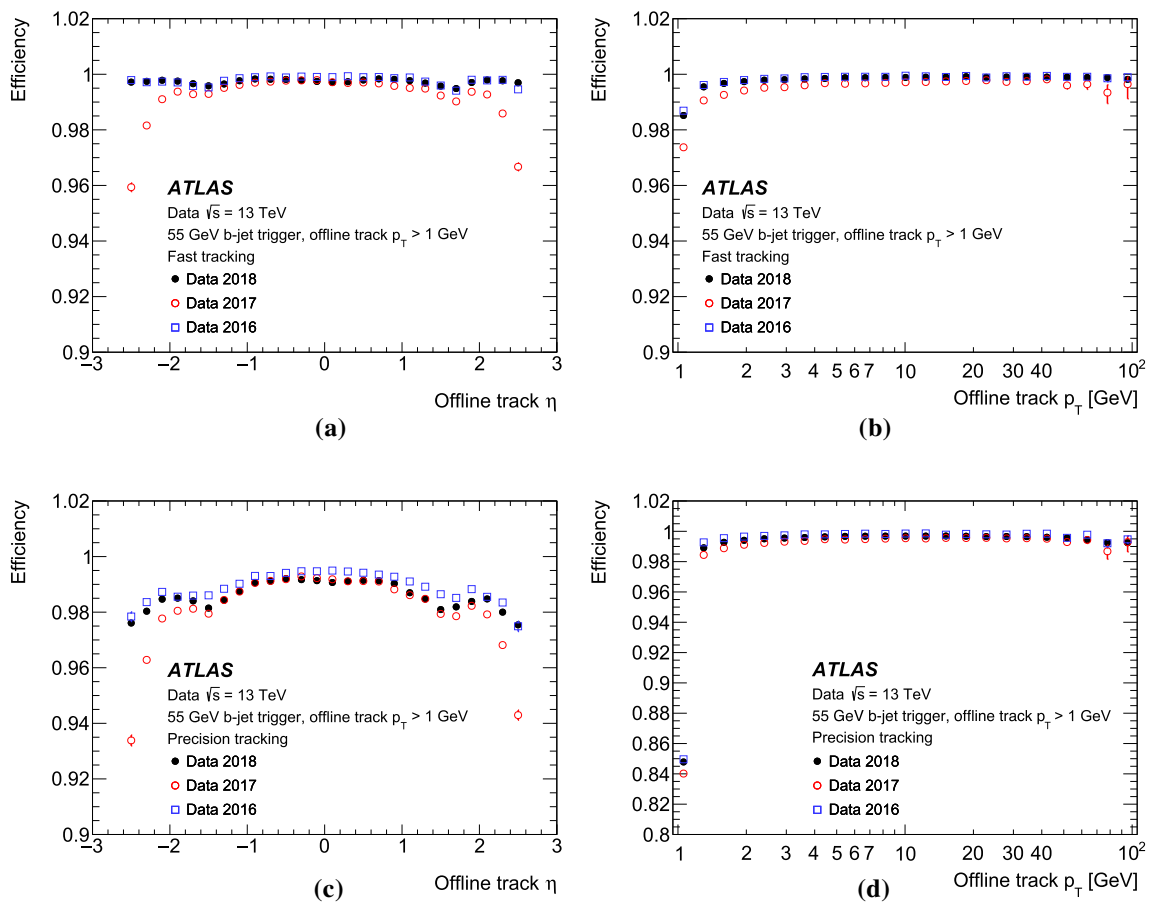 Efficiency
1.02
1
0.98
0.96
0.94
0.92
0.9
ATLAS
Data √s = 13 TeV
55 GeV b-jet trigger, offline track p_T > 1 GeV
Fast tracking
Data 2018
Data 2017
Data 2016
−3 −2 −1 0 1 2 3
Offline track η
(a)
Efficiency
1.02
1
0.98
0.96
0.94
0.92
0.9
ATLAS
Data √s = 13 TeV
55 GeV b-jet trigger, offline track p_T > 1 GeV
Fast tracking
Data 2018
Data 2017
Data 2016
1 2 3 4 5 6 7 10 20 30 40 10²
Offline track p_T [GeV]
(b)
Efficiency
1.02
1
0.98
0.96
0.94
0.92
0.9
ATLAS
Data √s = 13 TeV
55 GeV b-jet trigger, offline track p_T > 1 GeV
Precision tracking
Data 2018
Data 2017
Data 2016
−3 −2 −1 0 1 2 3
Offline track η
(c)
Efficiency
1.02
1
0.98
0.96
0.94
0.92
0.9
0.88
0.86
0.84
0.82
0.8
ATLAS
Data √s = 13 TeV
55 GeV b-jet trigger, offline track p_T > 1 GeV
Precision tracking
Data 2018
Data 2017
Data 2016
1 2 3 4 5 6 7 10 20 30 40 10²
Offline track p_T [GeV]
(d)